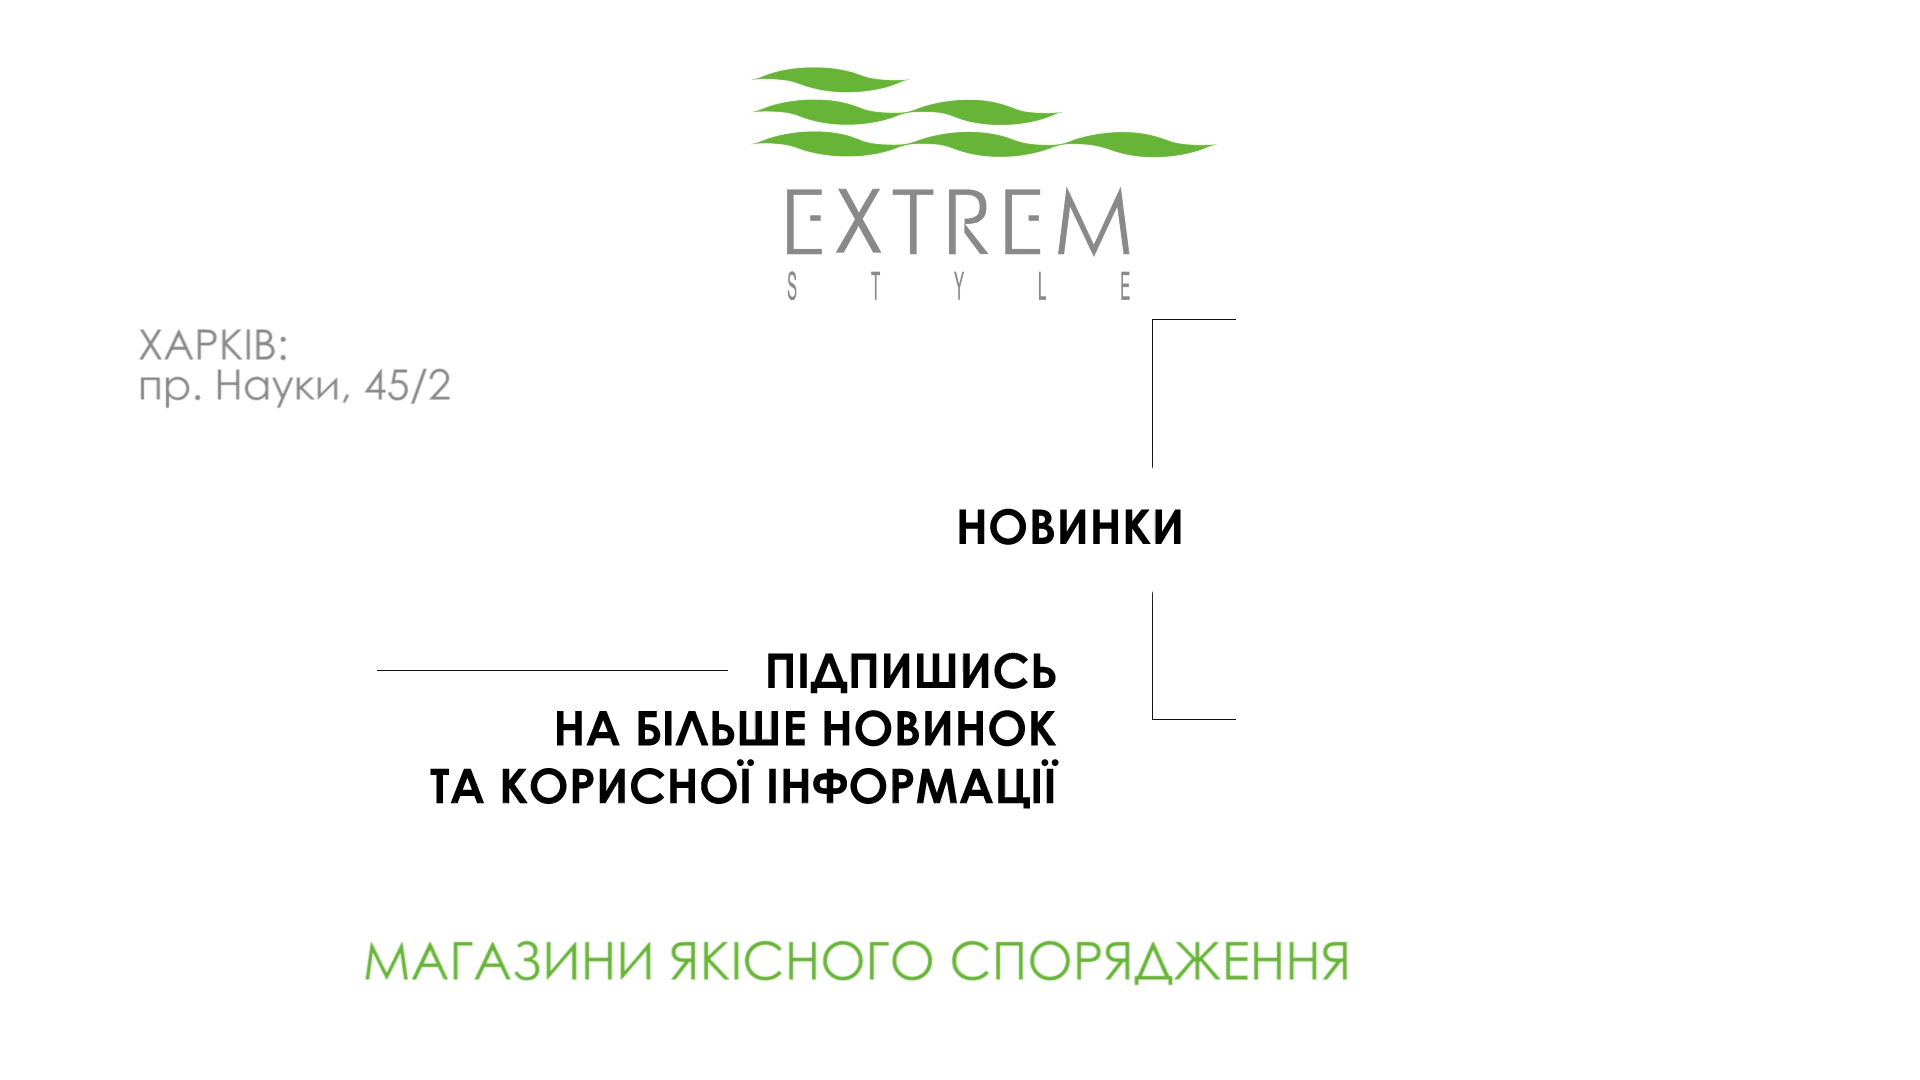 EXTREM
STYLE
ХАРКІВ:
пр. Науки, 45/2
НОВИНКИ
ПІДПИШИСЬ
НА БІЛЬШЕ НОВИНОК
ТА КОРИСНОЇ ІНФОРМАЦІЇ
МАГАЗИНИ ЯКІСНОГО СПОРЯДЖЕННЯ